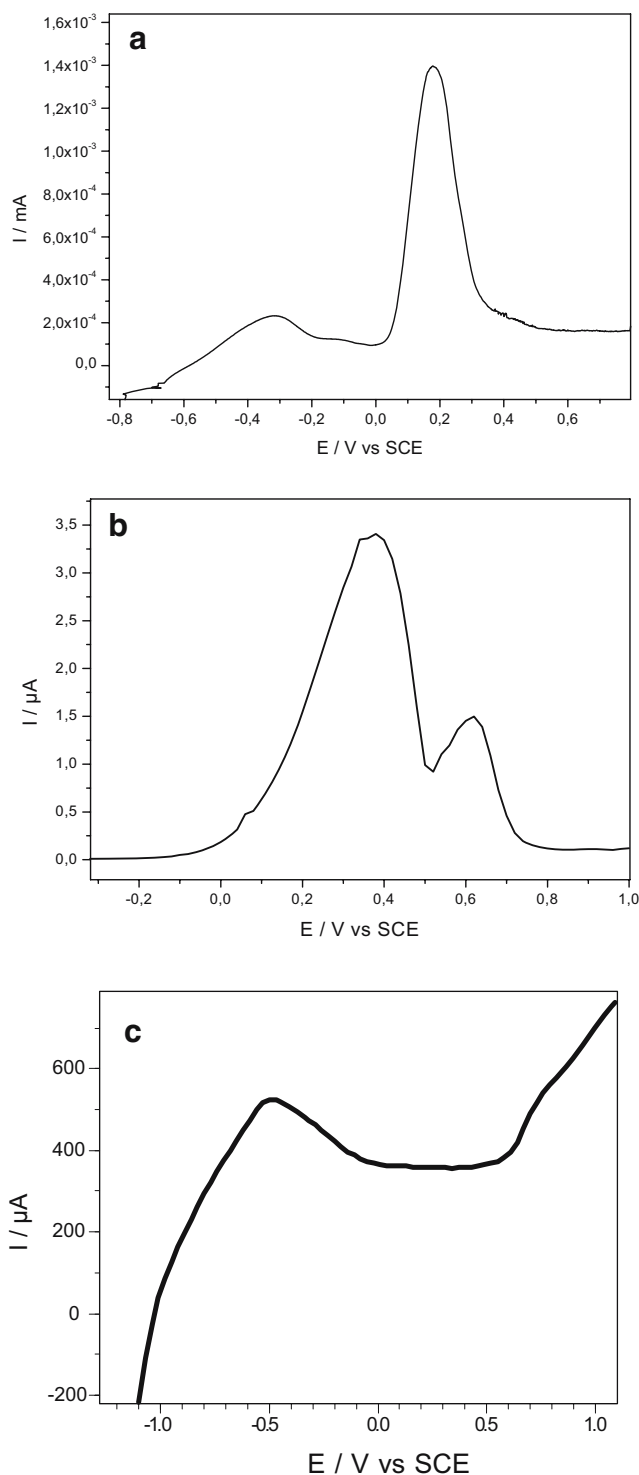 a
1,6x10⁻³
1,4x10⁻³
1,2x10⁻³
1,0x10⁻³
8,0x10⁻⁴
6,0x10⁻⁴
4,0x10⁻⁴
2,0x10⁻⁴
0,0
I / mA
-0,8 -0,6 -0,4 -0,2 0,0 0,2 0,4 0,6
E / V vs SCE
b
3,5
3,0
2,5
2,0
1,5
1,0
0,5
0,0
I / µA
-0,2 0,0 0,2 0,4 0,6 0,8 1,0
E / V vs SCE
c
600
400
200
0
-200
I / µA
-1.0 -0.5 0.0 0.5 1.0
E / V vs SCE